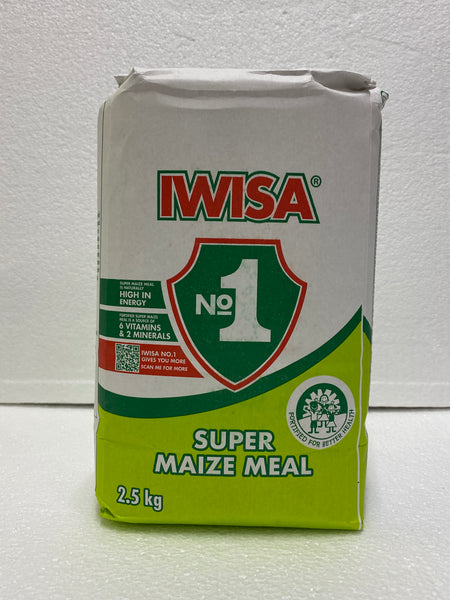 IWISA®
No1
SUPER MAIZE MEAL
IS NATURALLY
HIGH IN
ENERGY
FORTIFIED SUPER MAIZE
MEAL IS A SOURCE OF
6 VITAMINS
& 2 MINERALS
IWISA NO.1
GIVES YOU MORE
SCAN ME FOR MORE
FORTIFIED FOR BETTER HEALTH
SUPER
MAIZE MEAL
2.5 kg